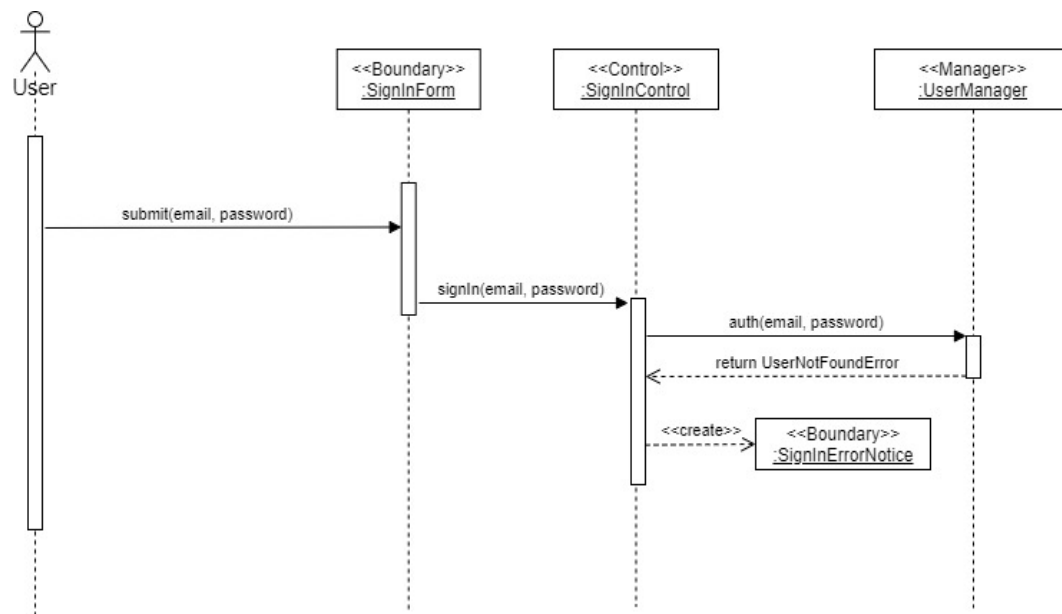 User
<<Boundary>>
:SignInForm
<<Control>>
:SignInControl
<<Manager>>
:UserManager
submit(email, password)
signIn(email, password)
auth(email, password)
return UserNotFoundError
<<create>>
<<Boundary>>
:SignInErrorNotice